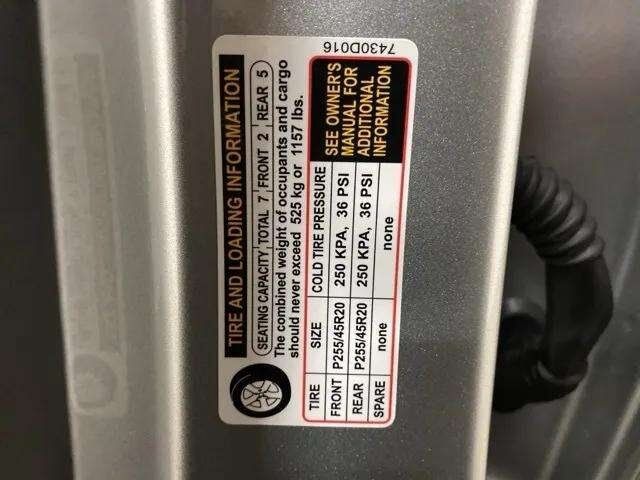 TIRE AND LOADING INFORMATION
SEATING CAPACITY TOTAL 7 FRONT 2 REAR 5
The combined weight of occupants and cargo
should never exceed 525 kg or 1157 lbs.
TIRE SIZE COLD TIRE PRESSURE
FRONT P255/45R20 250 KPA, 36 PSI
REAR P255/45R20 250 KPA, 36 PSI
SPARE none none
SEE OWNER'S
MANUAL FOR
ADDITIONAL
INFORMATION
7430D016